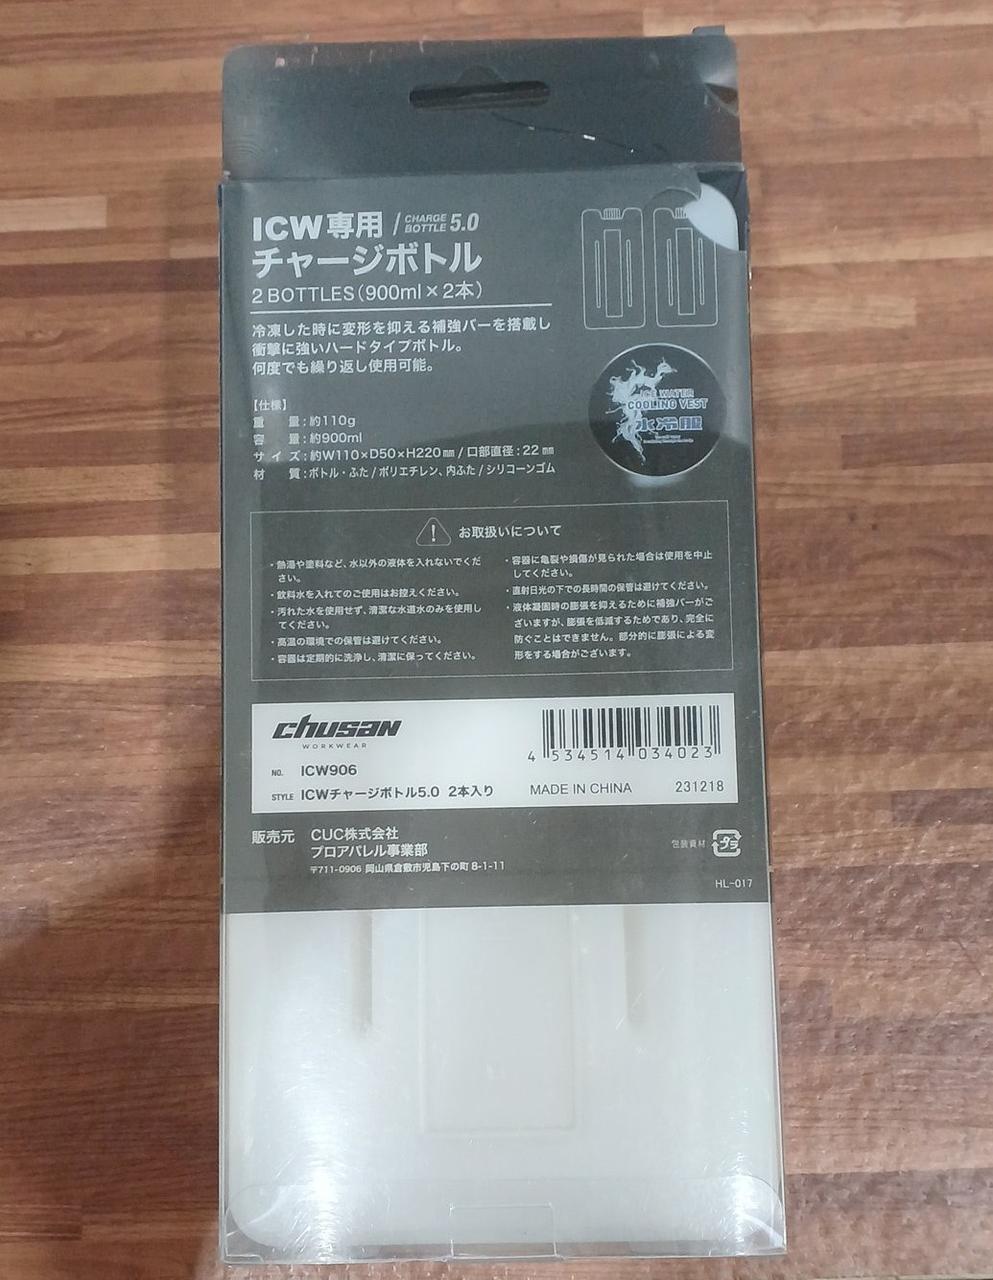 ICW専用 / CHARGE BOTTLE 5.0
チャージボトル
2 BOTTLES(900ml×2本)
冷凍した時に変形を抑える補強バーを搭載し
衝撃に強いハードタイプボトル。
何度でも繰り返し使用可能。
【仕様】
重 量:約110g
容 量:約900ml
サイズ:約W110×D50×H220㎜/口部直径:22㎜
材 質:ボトル・ふた/ポリエチレン、内ふた/シリコーンゴム
ICE WATER
COOLING VEST
水冷服
お取扱いについて
・熱湯や塗料など、水以外の液体を入れないでくだ
さい。
・飲料水を入れてのご使用はお控えください。
・汚れた水を使用せず、清潔な水道水のみを使用し
てください。
・高温の環境での保管は避けてください。
・容器は定期的に洗浄し、清潔に保ってください。
・容器に亀裂や損傷が見られた場合は使用を中止
してください。
・直射日光の下での長時間の保管は避けてください。
・液体凝固時の膨張を抑えるために補強バーがご
ざいますが、膨張を低減するためであり、完全に
防ぐことはできません。部分的に膨張による変
形をする場合がございます。
chusan
WORKWEAR
NO. ICW906
STYLE ICWチャージボトル5.0 2本入り
4 534514 034023
MADE IN CHINA 231218
販売元 CUC株式会社
プロアパレル事業部
〒711-0906 岡山県倉敷市児島下の町8-1-11
包装資材 プラ
HL-017